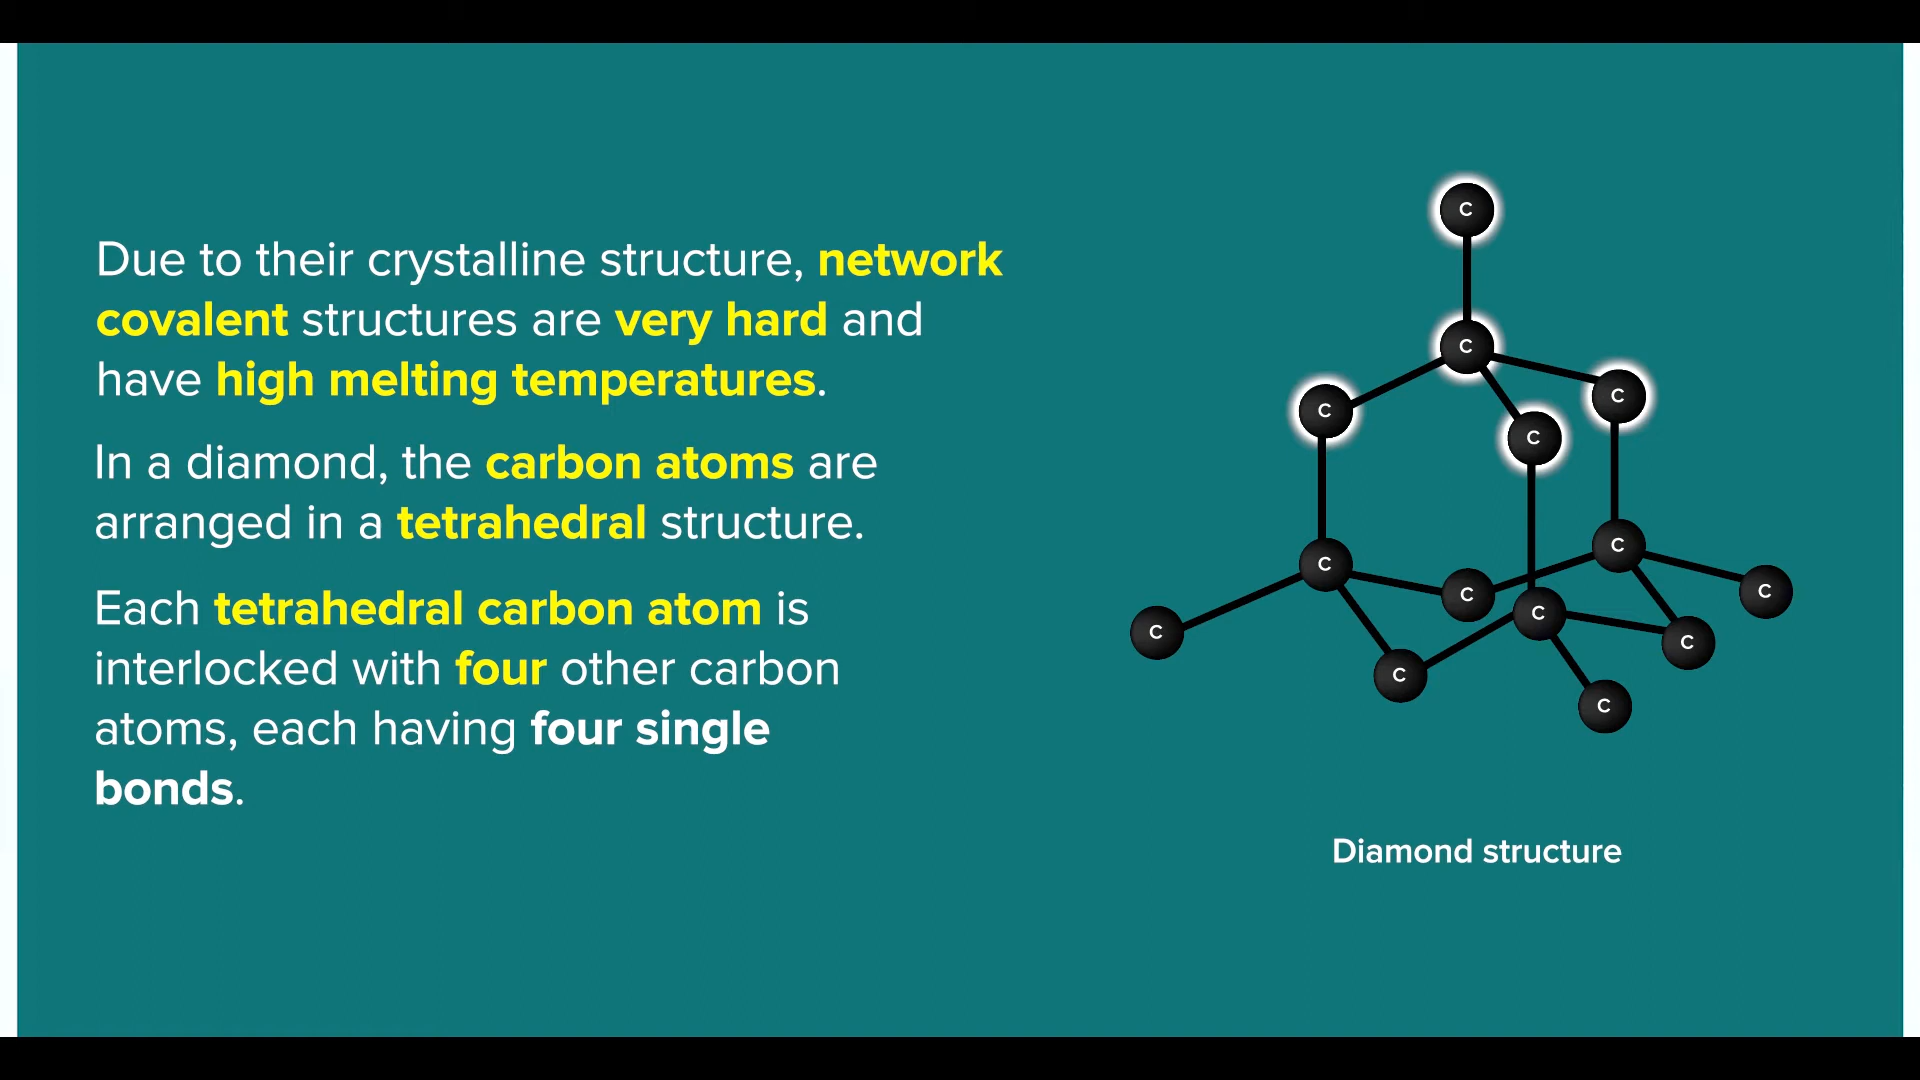 Due to their crystalline structure, network
covalent structures are very hard and
have high melting temperatures.
In a diamond, the carbon atoms are
arranged in a tetrahedral structure.
Each tetrahedral carbon atom is
interlocked with four other carbon
atoms, each having four single
bonds.
C
C
C
C
C
C
C
C
C
C
C
C
C
C
Diamond structure